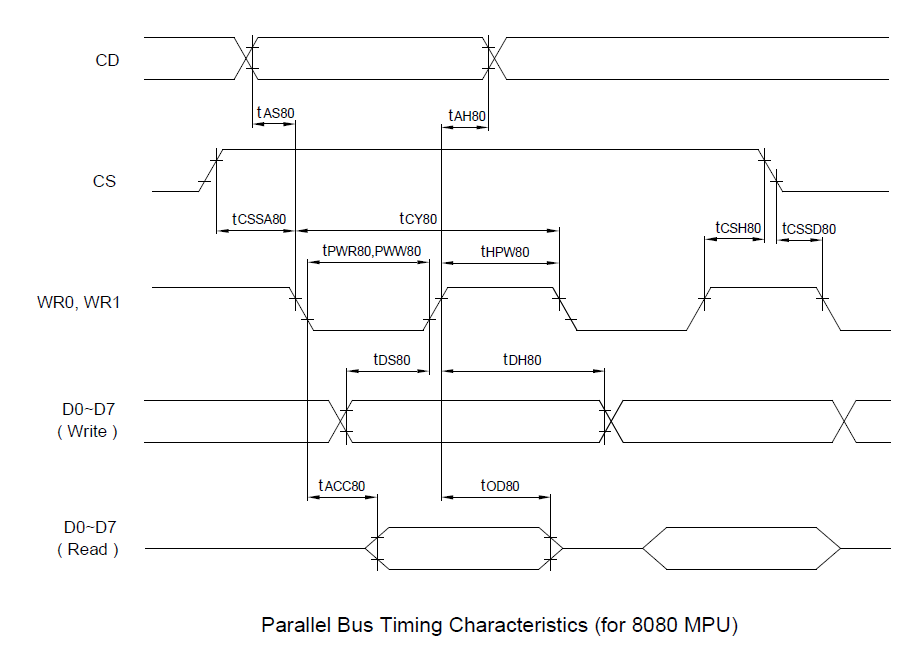 CD
tAS80
tAH80
CS
tCSSA80
tCY80
tCSH80
tCSSD80
tPWR80,PWW80
tHPW80
WR0, WR1
tDS80
tDH80
D0~D7
( Write )
tACC80
tOD80
D0~D7
( Read )
Parallel Bus Timing Characteristics (for 8080 MPU)